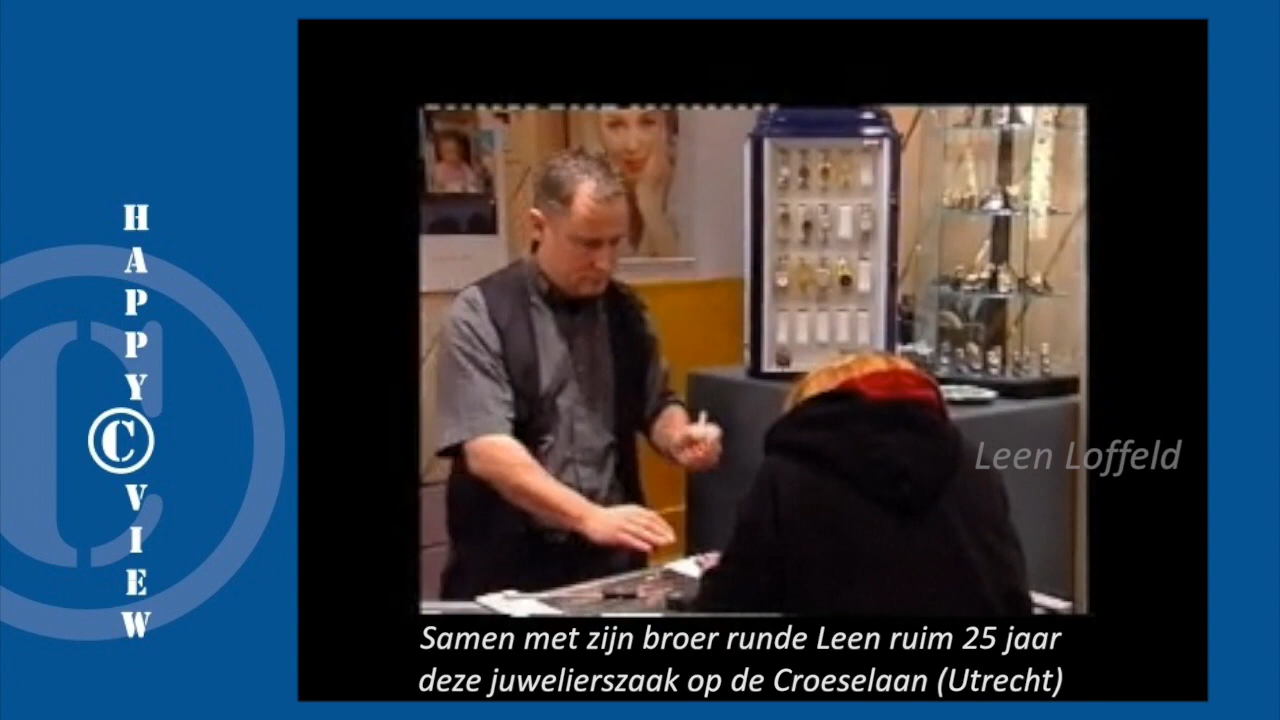 HAPPY
©
VIEW
Leen Loffeld
Samen met zijn broer runde Leen ruim 25 jaar
deze juwelierszaak op de Croeselaan (Utrecht)